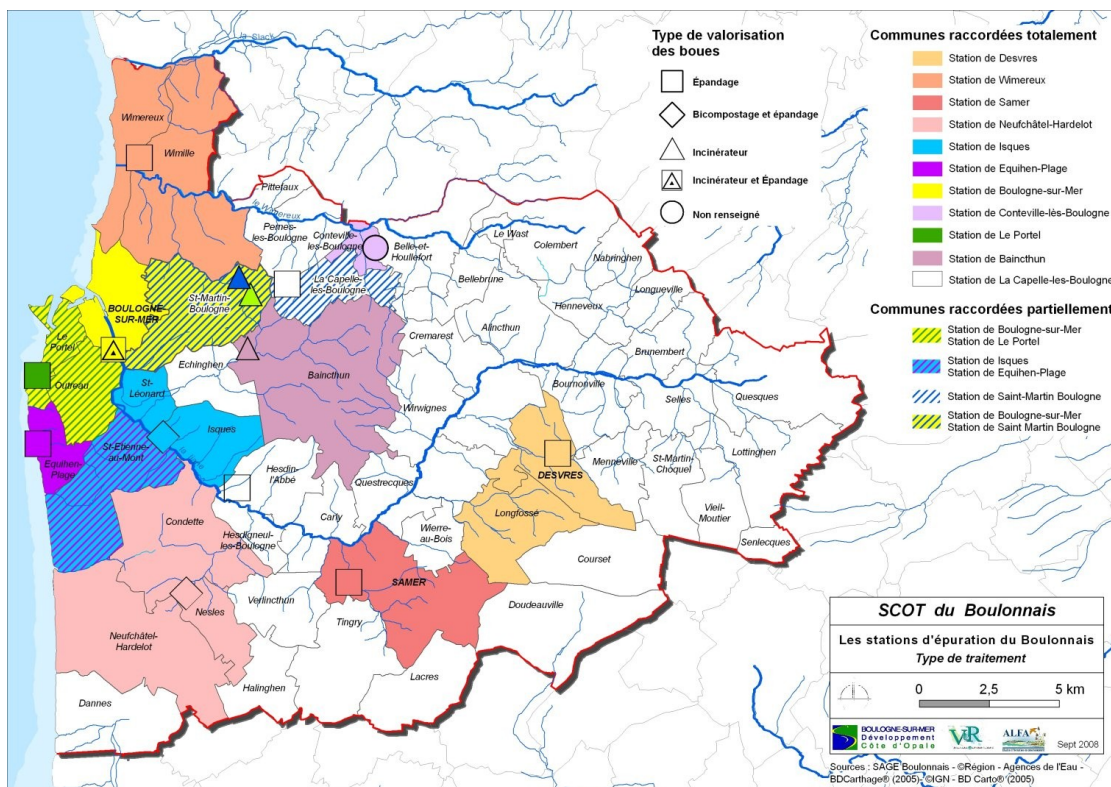 la Slack
Wimereux
Wimille
Pittefaux
le Wimereux
Pernes-
les-Boulogne
Conteville-
les-Boulogne
Belle-et-
Houllefort
Le Wast
Colembert
Nabringhen
Bellebrune
Longueville
Henneveux
La Capelle-
les-Boulogne
St-Martin-
Boulogne
BOULOGNE-
SUR-MER
Alincthun
Cremarest
Brunembert
Le
Portel
Echinghen
Baincthun
Outreau
St-
Léonard
Bournonville
Selles
Quesques
Wirwignes
Isques
St-Etienne-
au-Mont
la Liane
Lottinghen
Equihen-
Plage
Menneville
St-Martin-
Choquel
DESVRES
Hesdin-
l'Abbé
Questrecques
Longfossé
Vieil-
Moutier
Condette
Carly
Wierre-
au-Bois
Hesdigneul-
les-Boulogne
Senlecques
Courset
SAMER
Nesles
Verlincthun
Tingry
Doudeauville
Neufchâtel-
Hardelot
Lacres
Halinghen
Dannes
Type de valorisation
des boues
Épandage
Bicompostage et épandage
Incinérateur
Incinérateur et Épandage
Non renseigné
Communes raccordées totalement
Station de Desvres
Station de Wimereux
Station de Samer
Station de Neufchâtel-Hardelot
Station de Isques
Station de Equihen-Plage
Station de Boulogne-sur-Mer
Station de Conteville-lès-Boulogne
Station de Le Portel
Station de Baincthun
Station de La Capelle-les-Boulogne
Communes raccordées partiellement
Station de Boulogne-sur-Mer
Station de Le Portel
Station de Isques
Station de Equihen-Plage
Station de Saint-Martin Boulogne
Station de Boulogne-sur-Mer
Station de Saint Martin Boulogne
SCOT du Boulonnais
Les stations d'épuration du Boulonnais
Type de traitement
0 2,5 5 km
BOULOGNE-SUR-MER
Développement
Côte d'Opale
ALFA
Sept 2008
Sources : SAGE Boulonnais - ©Région - Agences de l'Eau -
BDCarthage® (2005)- ©IGN - BD Carto® (2005)